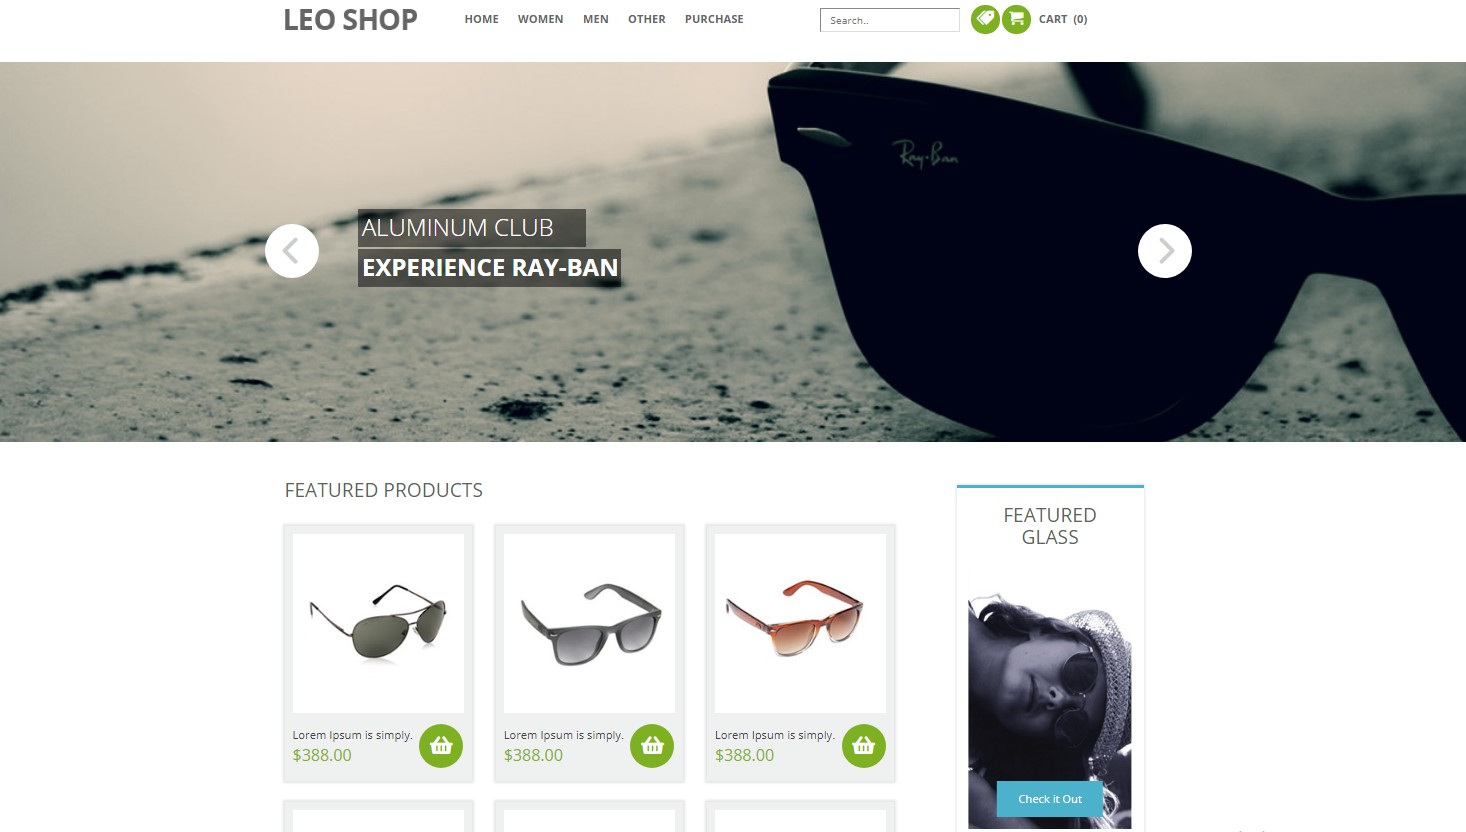 LEO SHOP
HOME WOMEN MEN OTHER PURCHASE
Search..
CART (0)
Ray-Ban
ALUMINUM CLUB
EXPERIENCE RAY-BAN
FEATURED PRODUCTS
Lorem Ipsum is simply.
$388.00
Lorem Ipsum is simply.
$388.00
Lorem Ipsum is simply.
$388.00
FEATURED
GLASS
Check it Out